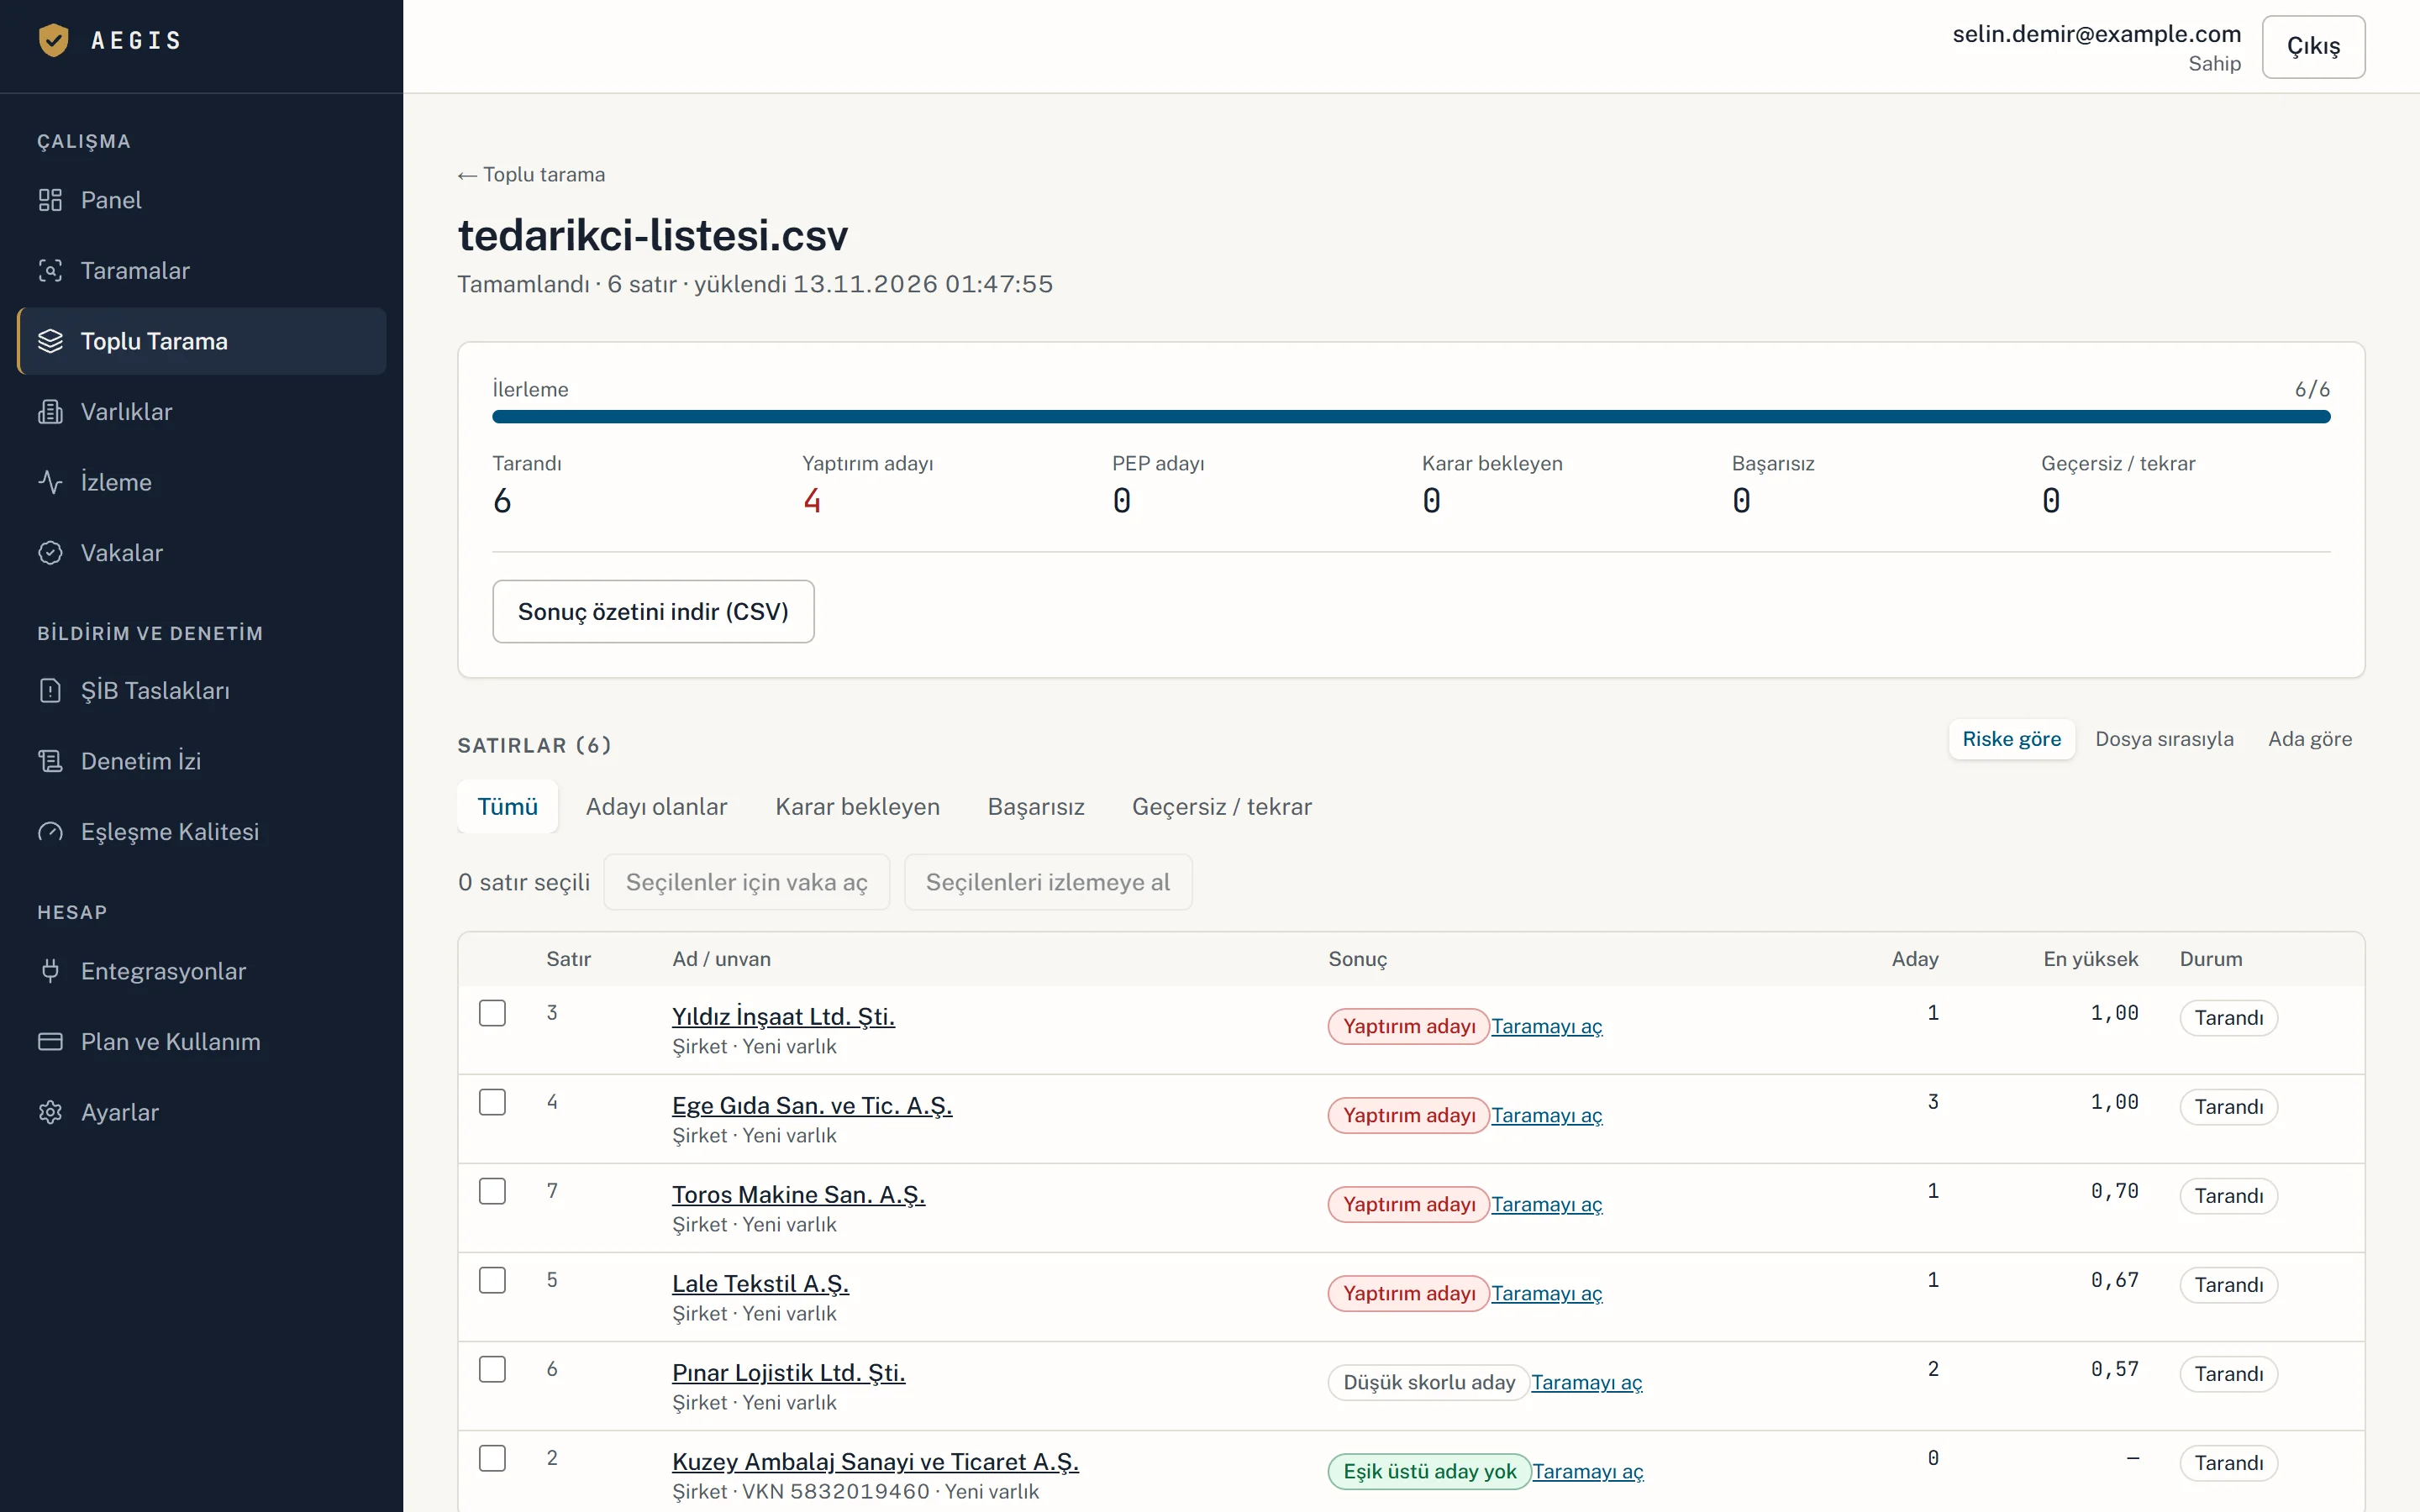 AEGIS
selin.demir@example.com
Sahip
Çıkış
ÇALIŞMA
Panel
Taramalar
Toplu Tarama
Varlıklar
İzleme
Vakalar
BİLDİRİM VE DENETİM
ŞİB Taslakları
Denetim İzi
Eşleşme Kalitesi
HESAP
Entegrasyonlar
Plan ve Kullanım
Ayarlar
← Toplu tarama
tedarikci-listesi.csv
Tamamlandı · 6 satır · yüklendi 13.11.2026 01:47:55
İlerleme 6/6
Tarandı Yaptırım adayı PEP adayı Karar bekleyen Başarısız Geçersiz / tekrar
6 4 0 0 0 0
Sonuç özetini indir (CSV)
SATIRLAR (6)
Riske göre Dosya sırasıyla Ada göre
Tümü Adayı olanlar Karar bekleyen Başarısız Geçersiz / tekrar
0 satır seçili Seçilenler için vaka aç Seçilenleri izlemeye al
Satır Ad / unvan Sonuç Aday En yüksek Durum
3 Yıldız İnşaat Ltd. Şti. Yaptırım adayı Taramayı aç 1 1,00 Tarandı
Şirket · Yeni varlık
4 Ege Gıda San. ve Tic. A.Ş. Yaptırım adayı Taramayı aç 3 1,00 Tarandı
Şirket · Yeni varlık
7 Toros Makine San. A.Ş. Yaptırım adayı Taramayı aç 1 0,70 Tarandı
Şirket · Yeni varlık
5 Lale Tekstil A.Ş. Yaptırım adayı Taramayı aç 1 0,67 Tarandı
Şirket · Yeni varlık
6 Pınar Lojistik Ltd. Şti. Düşük skorlu aday Taramayı aç 2 0,57 Tarandı
Şirket · Yeni varlık
2 Kuzey Ambalaj Sanayi ve Ticaret A.Ş. Eşik üstü aday yok Taramayı aç 0 – Tarandı
Şirket · VKN 5832019460 · Yeni varlık